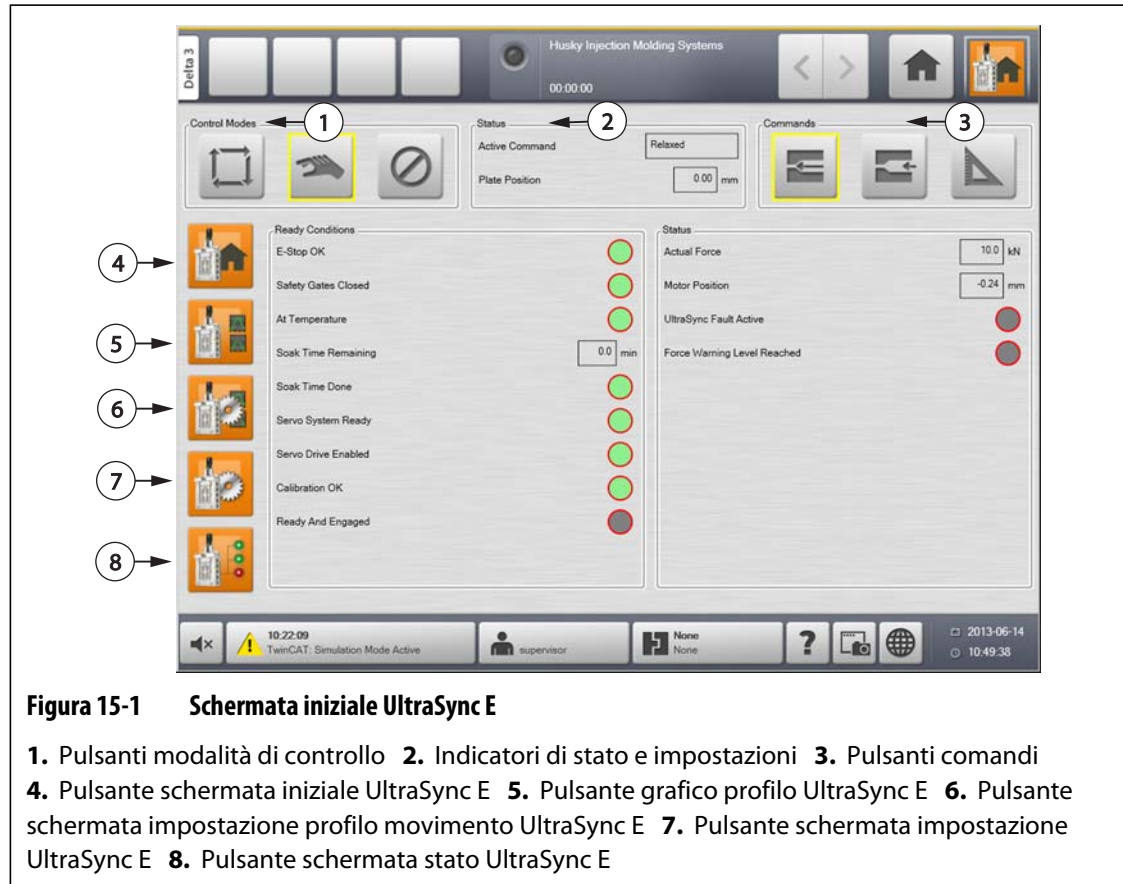 Delta 3
Husky Injection Molding Systems
00:00:00
Control Modes
1
Status
2
Commands
3
Active Command
Relaxed
Plate Position
0.00 mm
4
5
6
7
8
Ready Conditions
E-Stop OK
Safety Gates Closed
At Temperature
Soak Time Remaining 0.0 min
Soak Time Done
Servo System Ready
Servo Drive Enabled
Calibration OK
Ready And Engaged
Status
Actual Force 10.0 kN
Motor Position -0.24 mm
UltraSync Fault Active
Force Warning Level Reached
10:22:09
TwinCAT: Simulation Mode Active
supervisor
None
None
?
2013-06-14
10:49:38
Figura 15-1 Schermata iniziale UltraSync E
1. Pulsanti modalità di controllo 2. Indicatori di stato e impostazioni 3. Pulsanti comandi
4. Pulsante schermata iniziale UltraSync E 5. Pulsante grafico profilo UltraSync E 6. Pulsante
schermata impostazione profilo movimento UltraSync E 7. Pulsante schermata impostazione
UltraSync E 8. Pulsante schermata stato UltraSync E